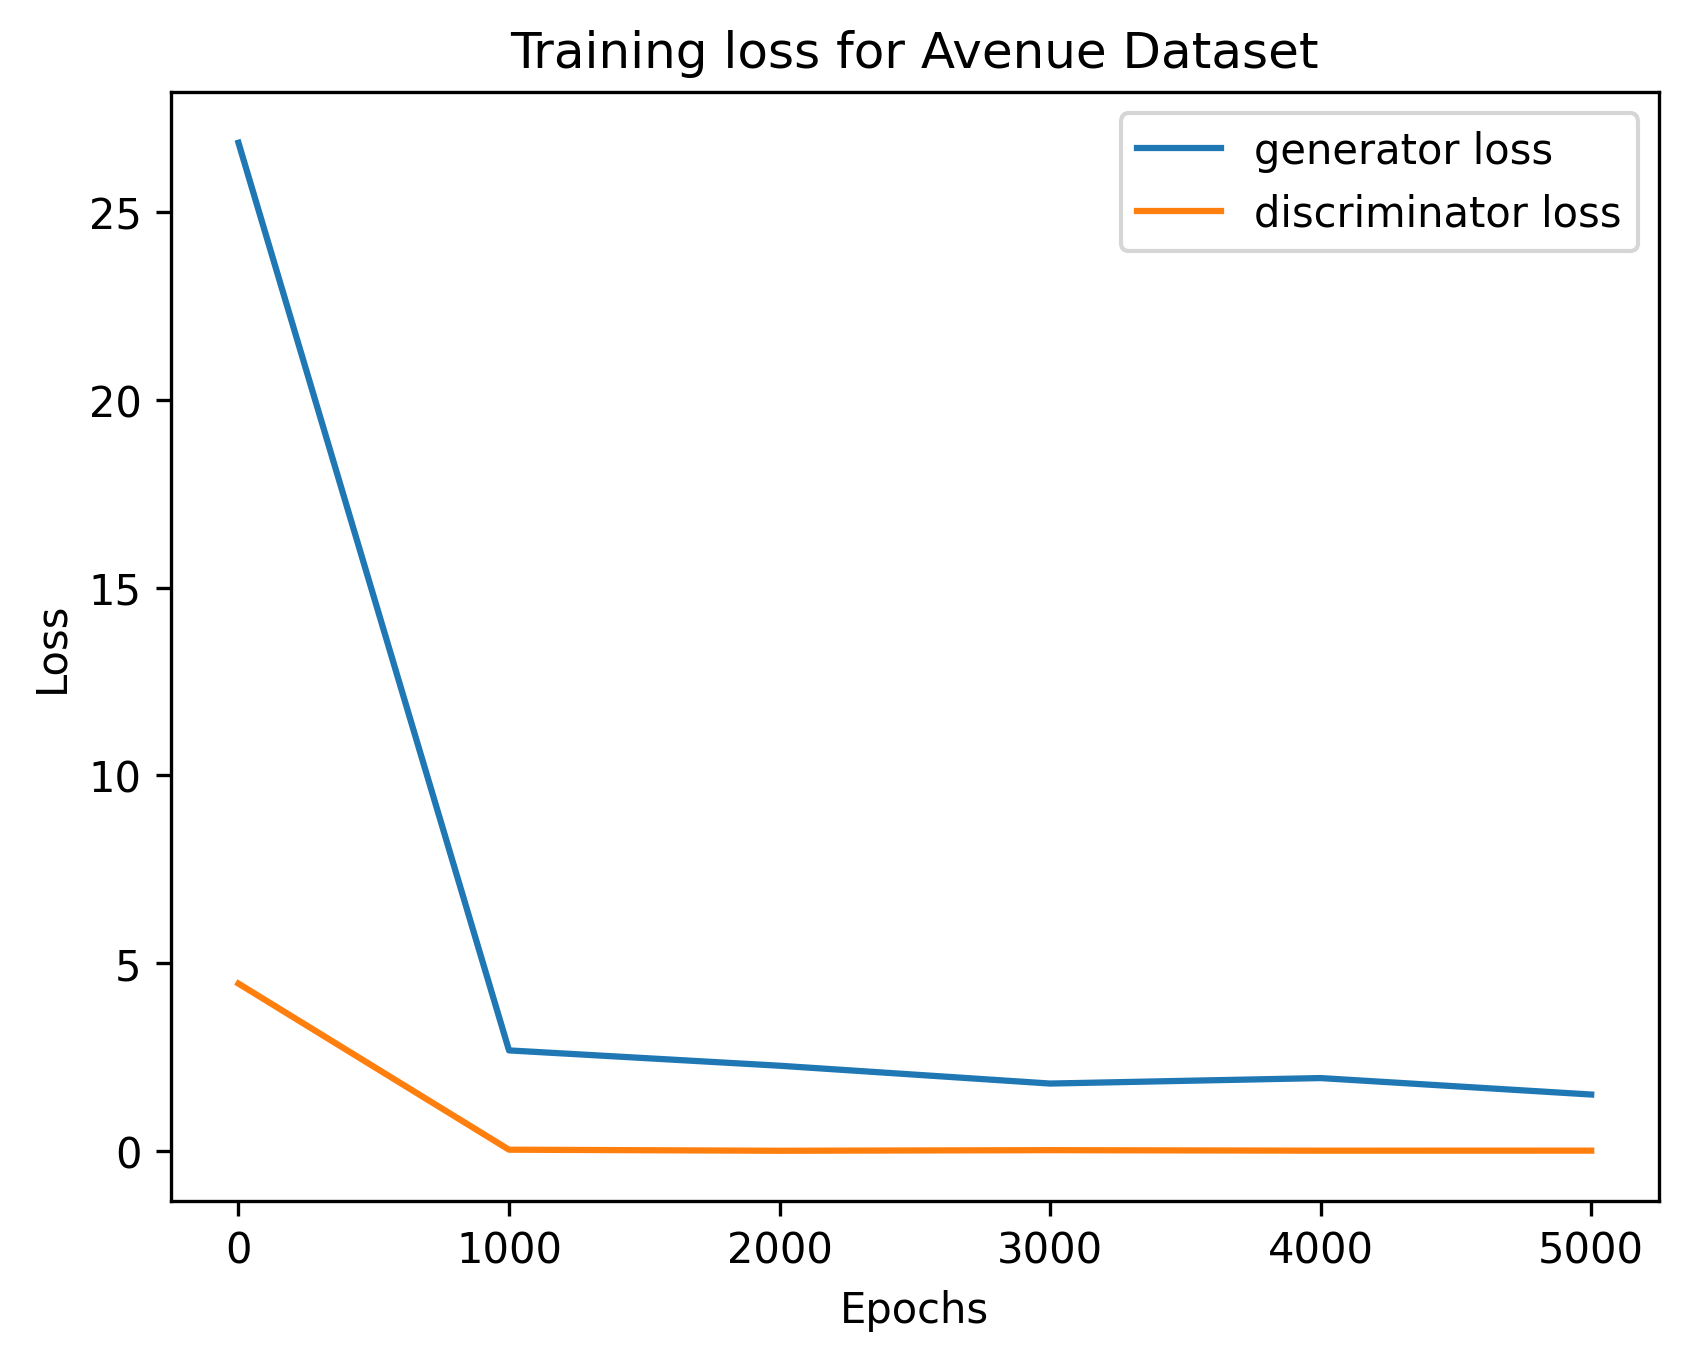 Training loss for Avenue Dataset
generator loss
discriminator loss
25
20
15
10
5
0
Loss
0 1000 2000 3000 4000 5000
Epochs